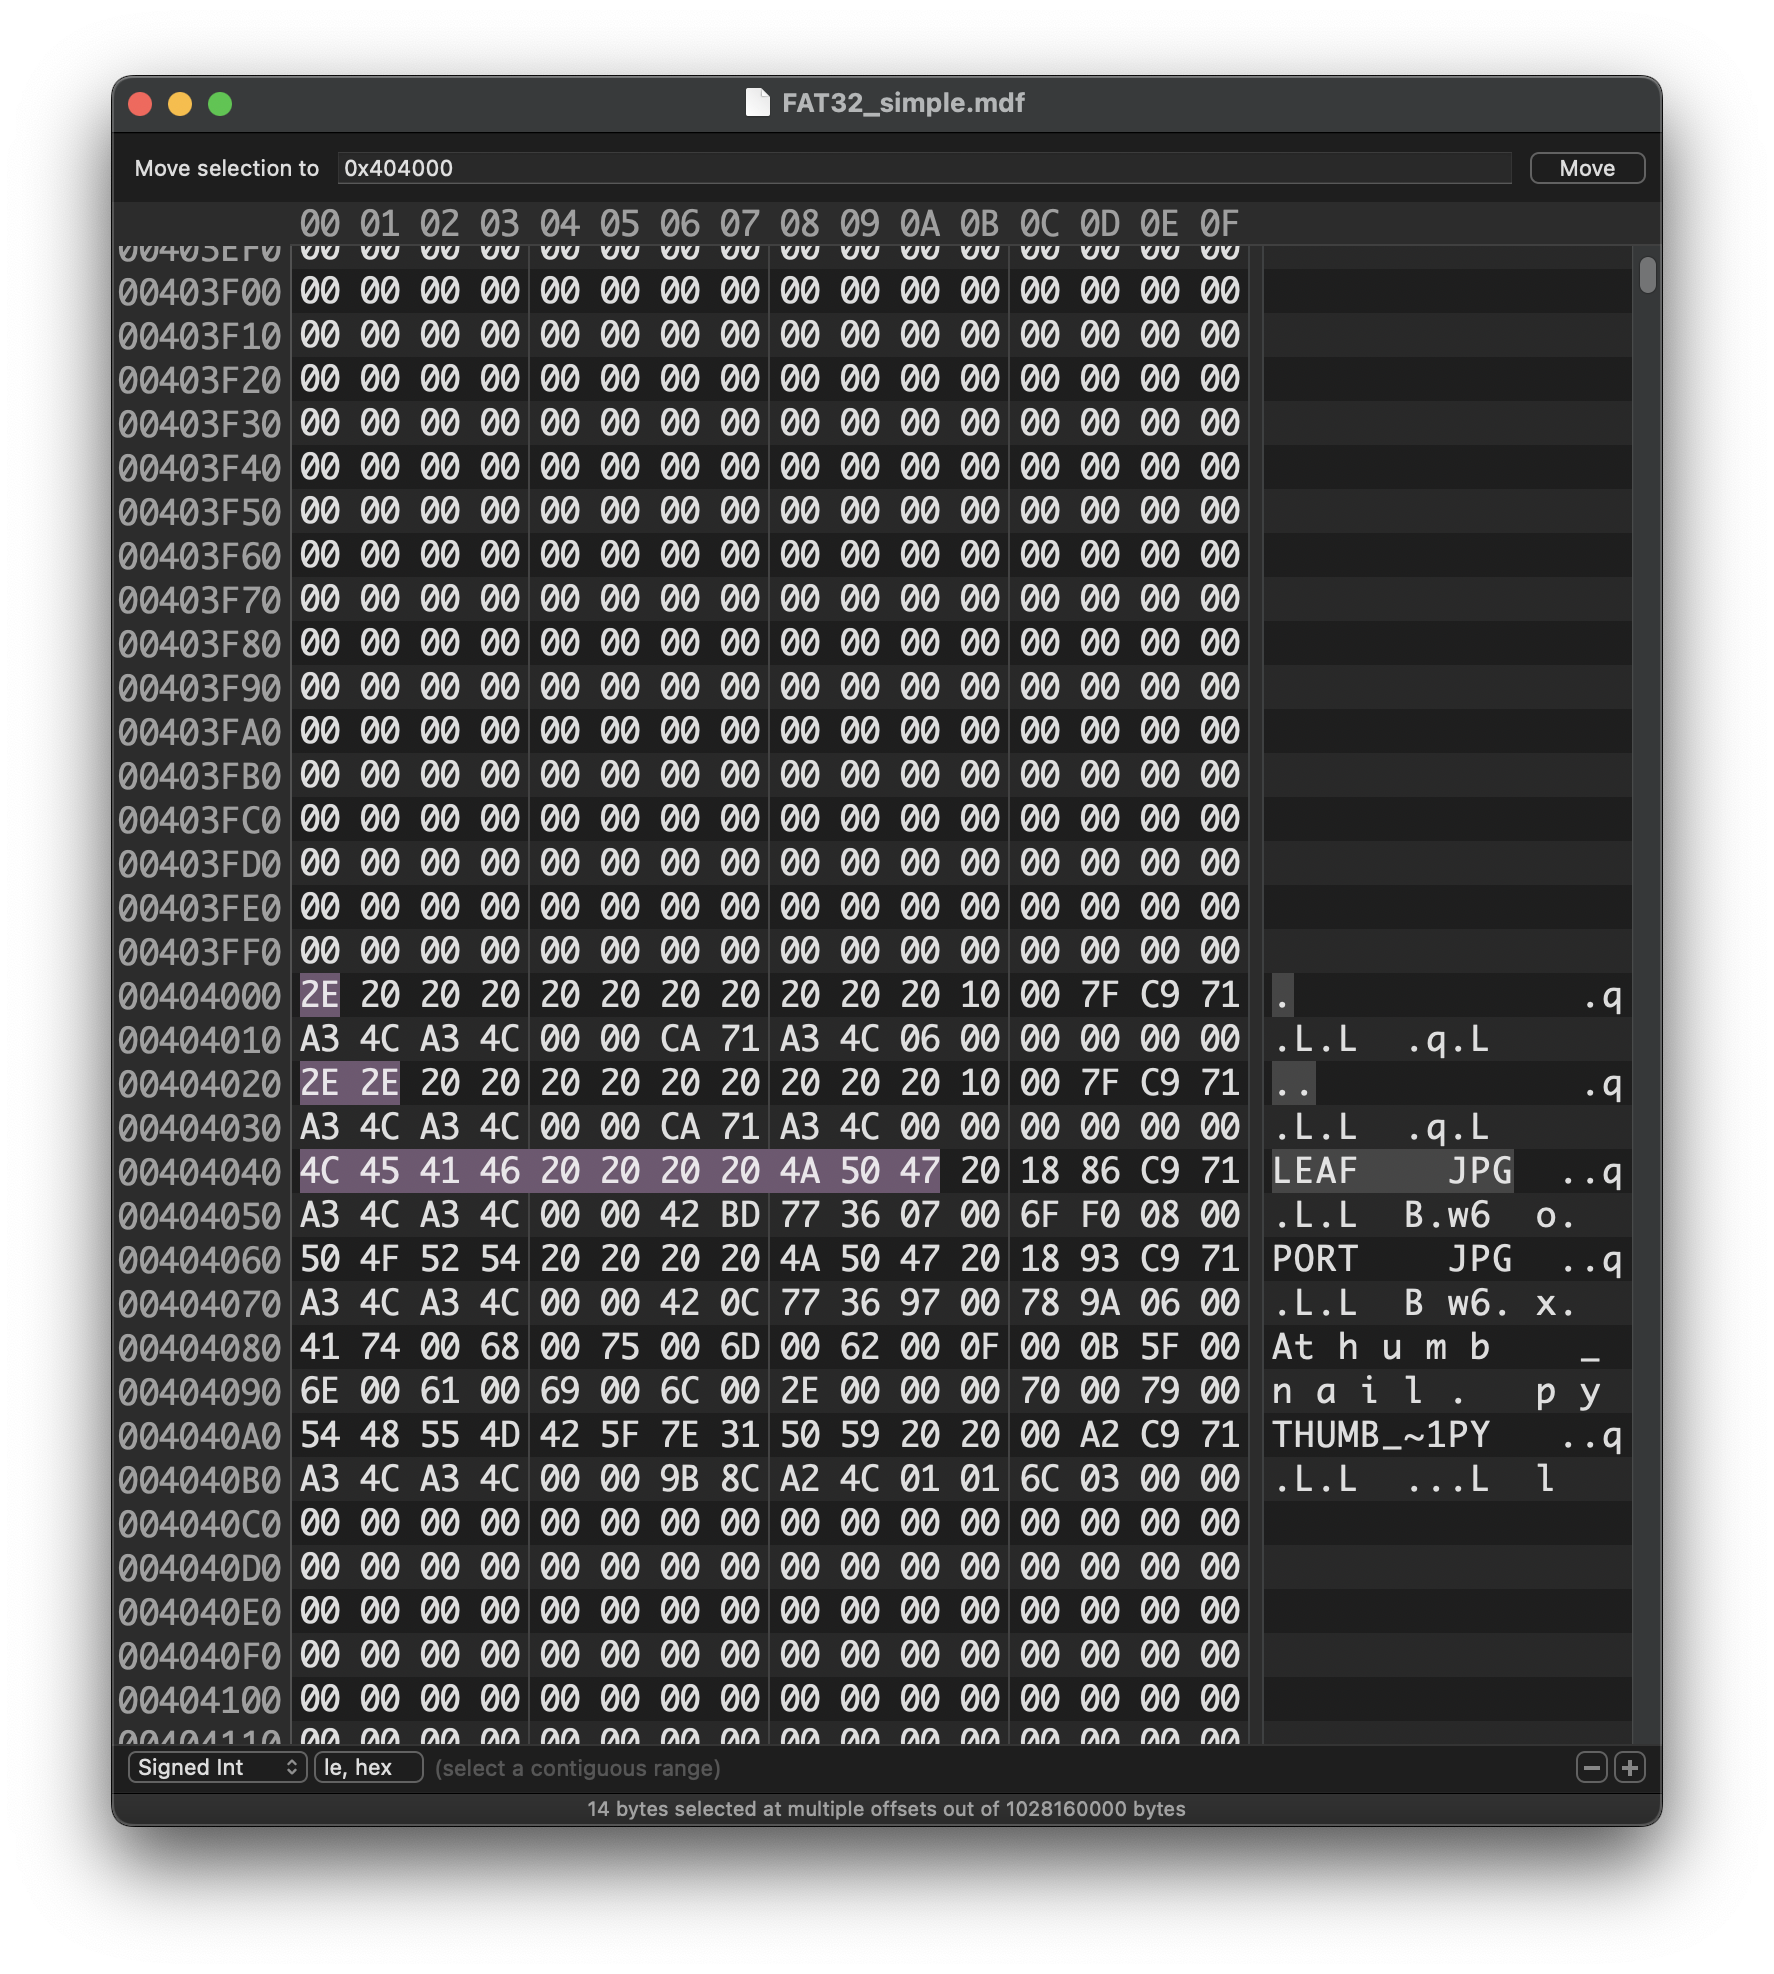 FAT32_simple.mdf
Move selection to 0x404000 Move
00 01 02 03 04 05 06 07 08 09 0A 0B 0C 0D 0E 0F
00403EF0 00 00 00 00 00 00 00 00 00 00 00 00 00 00 00 00
00403F00 00 00 00 00 00 00 00 00 00 00 00 00 00 00 00 00
00403F10 00 00 00 00 00 00 00 00 00 00 00 00 00 00 00 00
00403F20 00 00 00 00 00 00 00 00 00 00 00 00 00 00 00 00
00403F30 00 00 00 00 00 00 00 00 00 00 00 00 00 00 00 00
00403F40 00 00 00 00 00 00 00 00 00 00 00 00 00 00 00 00
00403F50 00 00 00 00 00 00 00 00 00 00 00 00 00 00 00 00
00403F60 00 00 00 00 00 00 00 00 00 00 00 00 00 00 00 00
00403F70 00 00 00 00 00 00 00 00 00 00 00 00 00 00 00 00
00403F80 00 00 00 00 00 00 00 00 00 00 00 00 00 00 00 00
00403F90 00 00 00 00 00 00 00 00 00 00 00 00 00 00 00 00
00403FA0 00 00 00 00 00 00 00 00 00 00 00 00 00 00 00 00
00403FB0 00 00 00 00 00 00 00 00 00 00 00 00 00 00 00 00
00403FC0 00 00 00 00 00 00 00 00 00 00 00 00 00 00 00 00
00403FD0 00 00 00 00 00 00 00 00 00 00 00 00 00 00 00 00
00403FE0 00 00 00 00 00 00 00 00 00 00 00 00 00 00 00 00
00403FF0 00 00 00 00 00 00 00 00 00 00 00 00 00 00 00 00
00404000 2E 20 20 20 20 20 20 20 20 20 20 10 00 7F C9 71 .             .q
00404010 A3 4C A3 4C 00 00 CA 71 A3 4C 06 00 00 00 00 00 .L.L  .q.L
00404020 2E 2E 20 20 20 20 20 20 20 20 20 10 00 7F C9 71 ..            .q
00404030 A3 4C A3 4C 00 00 CA 71 A3 4C 00 00 00 00 00 00 .L.L  .q.L
00404040 4C 45 41 46 20 20 20 20 4A 50 47 20 18 86 C9 71 LEAF    JPG  ..q
00404050 A3 4C A3 4C 00 00 42 BD 77 36 07 00 6F F0 08 00 .L.L  B.w6  o.
00404060 50 4F 52 54 20 20 20 20 4A 50 47 20 18 93 C9 71 PORT    JPG  ..q
00404070 A3 4C A3 4C 00 00 42 0C 77 36 97 00 78 9A 06 00 .L.L  B w6. x.
00404080 41 74 00 68 00 75 00 6D 00 62 00 0F 00 0B 5F 00 At h u m b    _
00404090 6E 00 61 00 69 00 6C 00 2E 00 00 00 70 00 79 00 n a i l .   p y
004040A0 54 48 55 4D 42 5F 7E 31 50 59 20 20 00 A2 C9 71 THUMB_~1PY   ..q
004040B0 A3 4C A3 4C 00 00 9B 8C A2 4C 01 01 6C 03 00 00 .L.L  ...L  l
004040C0 00 00 00 00 00 00 00 00 00 00 00 00 00 00 00 00
004040D0 00 00 00 00 00 00 00 00 00 00 00 00 00 00 00 00
004040E0 00 00 00 00 00 00 00 00 00 00 00 00 00 00 00 00
004040F0 00 00 00 00 00 00 00 00 00 00 00 00 00 00 00 00
00404100 00 00 00 00 00 00 00 00 00 00 00 00 00 00 00 00
00404110 00 00 00 00 00 00 00 00 00 00 00 00 00 00 00 00
Signed Int le, hex (select a contiguous range)
14 bytes selected at multiple offsets out of 1028160000 bytes